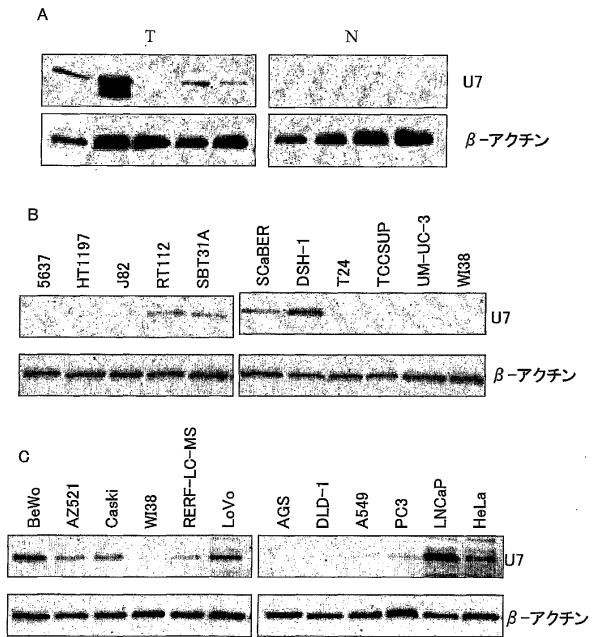 A
T N
U7
β-アクチン
B
5637 HT1197 J82 RT112 SBT31A SCaBER DSH-1 T24 TCCSUP UM-UC-3 WI38
U7
β-アクチン
C
BeWo AZ521 Caski WI38 RERF-LC-MS LoVo AGS DLD-1 A549 PC3 LNCaP HeLa
U7
β-アクチン